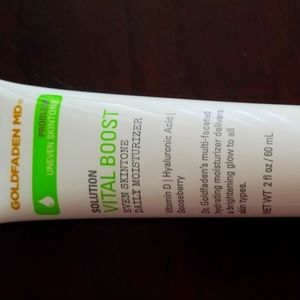 GOLDFADEN MD®
PROBLEM
UNEVEN SKINTONE
SOLUTION
VITAL BOOST
EVEN SKINTONE
DAILY MOISTURIZER
Vitamin D | Hyaluronic Acid |
Gooseberry
Dr. Goldfaden's multi-faceted
hydrating moisturizer delivers
a brightening glow to all
skin types.
NET WT 2 fl oz/ 60 mL